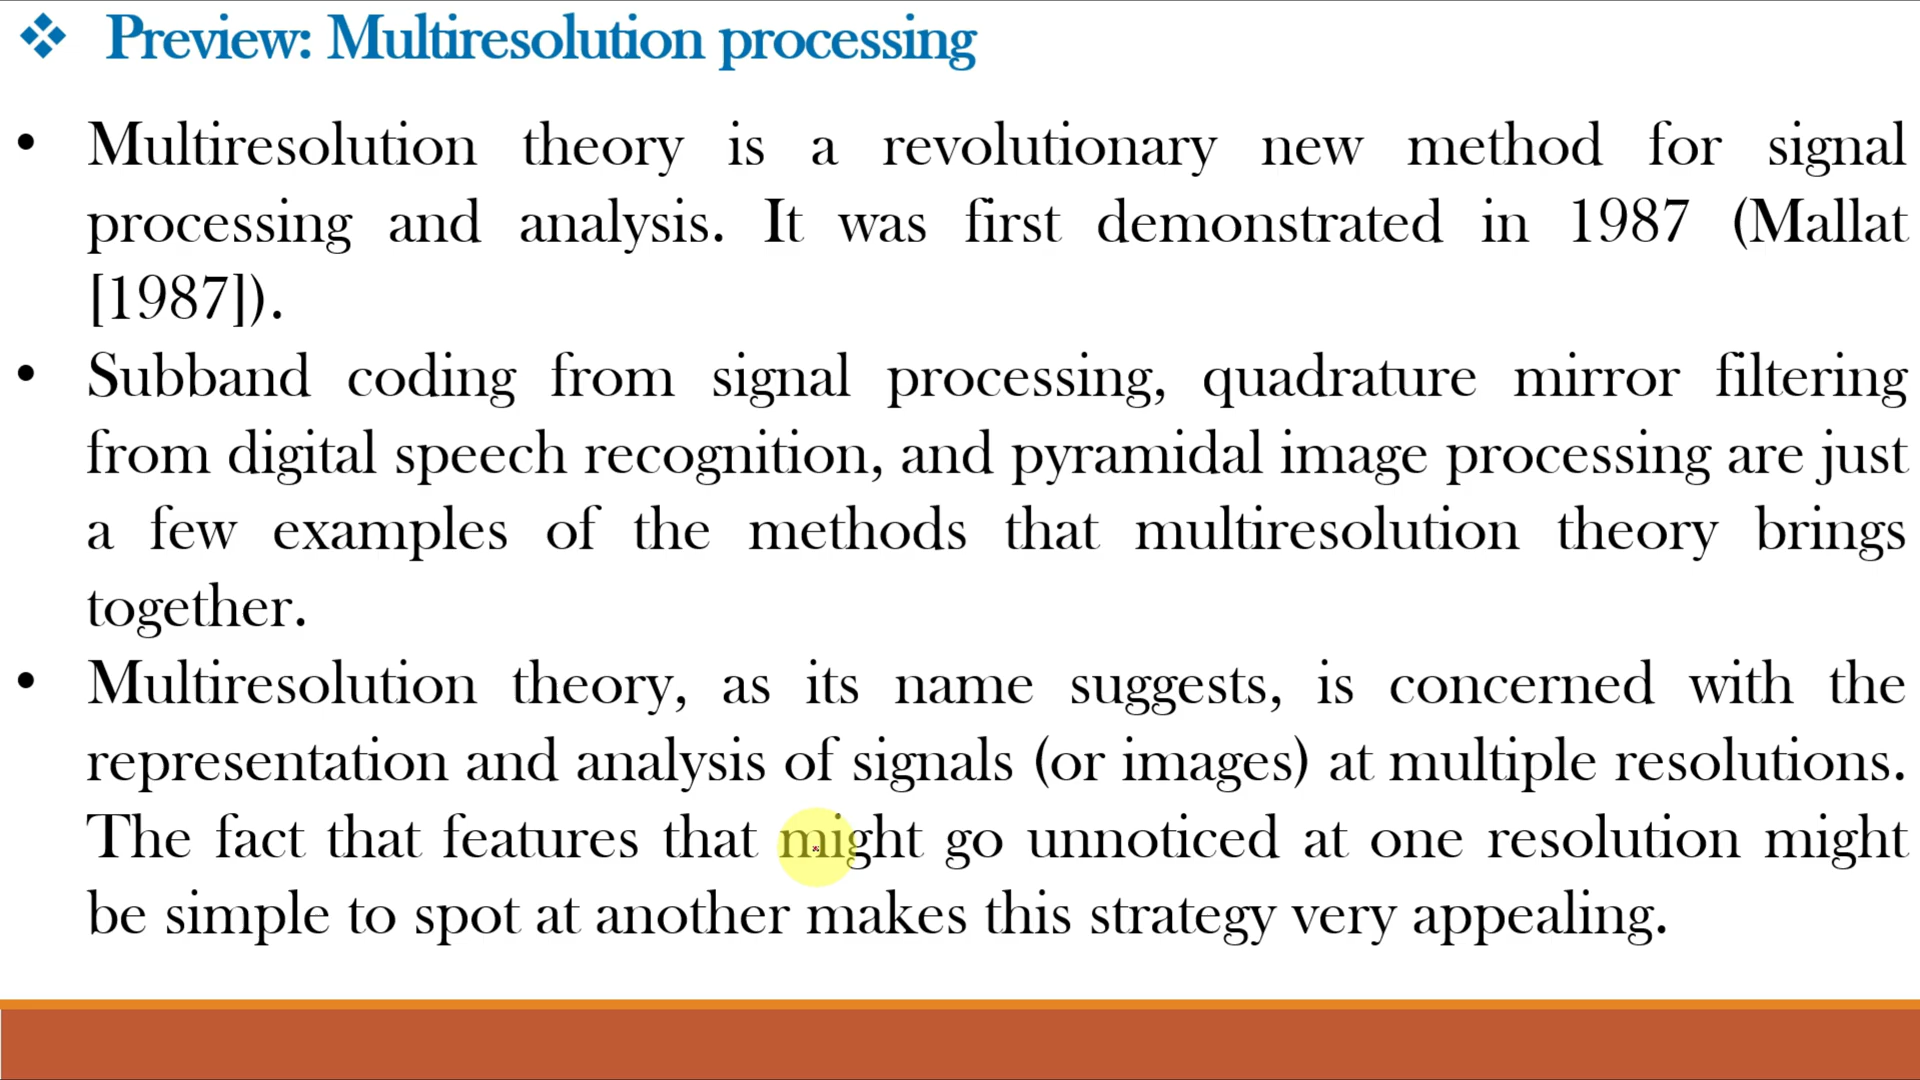 ❖ Preview: Multiresolution processing
• Multiresolution theory is a revolutionary new method for signal
processing and analysis. It was first demonstrated in 1987 (Mallat
[1987]).
• Subband coding from signal processing, quadrature mirror filtering
from digital speech recognition, and pyramidal image processing are just
a few examples of the methods that multiresolution theory brings
together.
• Multiresolution theory, as its name suggests, is concerned with the
representation and analysis of signals (or images) at multiple resolutions.
The fact that features that might go unnoticed at one resolution might
be simple to spot at another makes this strategy very appealing.